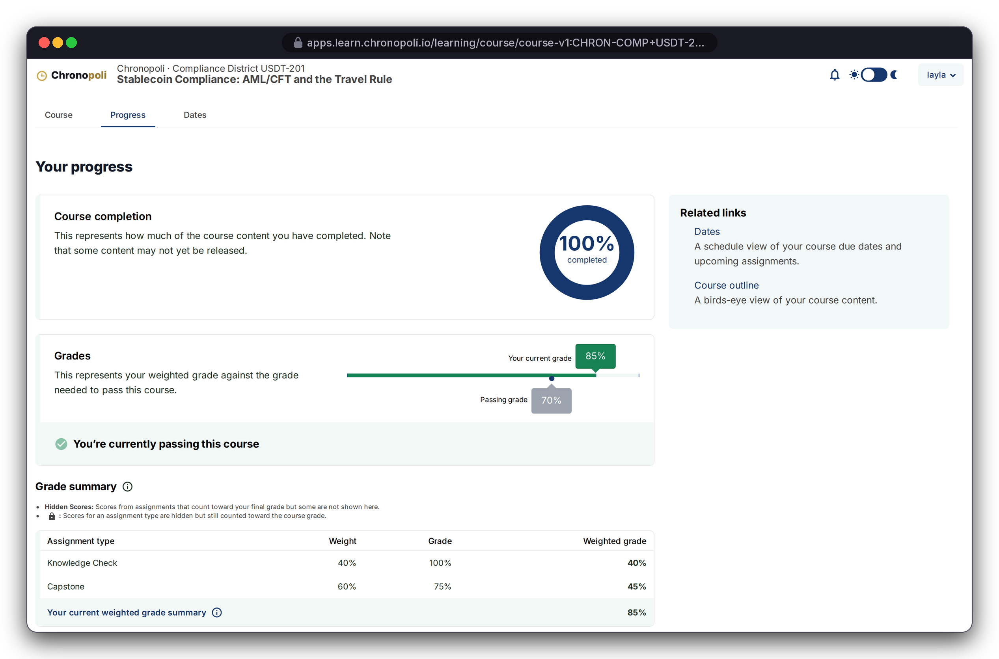 apps.learn.chronopoli.io/learning/course/course-v1:CHRON-COMP+USDT-2...
Chronopoli
Chronopoli · Compliance District USDT-201
Stablecoin Compliance: AML/CFT and the Travel Rule
layla
Course
Progress
Dates
Your progress
Course completion
This represents how much of the course content you have completed. Note
that some content may not yet be released.
100%
completed
Related links
Dates
A schedule view of your course due dates and
upcoming assignments.
Course outline
A birds-eye view of your course content.
Grades
This represents your weighted grade against the grade
needed to pass this course.
Your current grade
85%
Passing grade
70%
You’re currently passing this course
Grade summary
Hidden Scores: Scores from assignments that count toward your final grade but some are not shown here.
: Scores for an assignment type are hidden but still counted toward the course grade.
Assignment type Weight Grade Weighted grade
Knowledge Check 40% 100% 40%
Capstone 60% 75% 45%
Your current weighted grade summary 85%